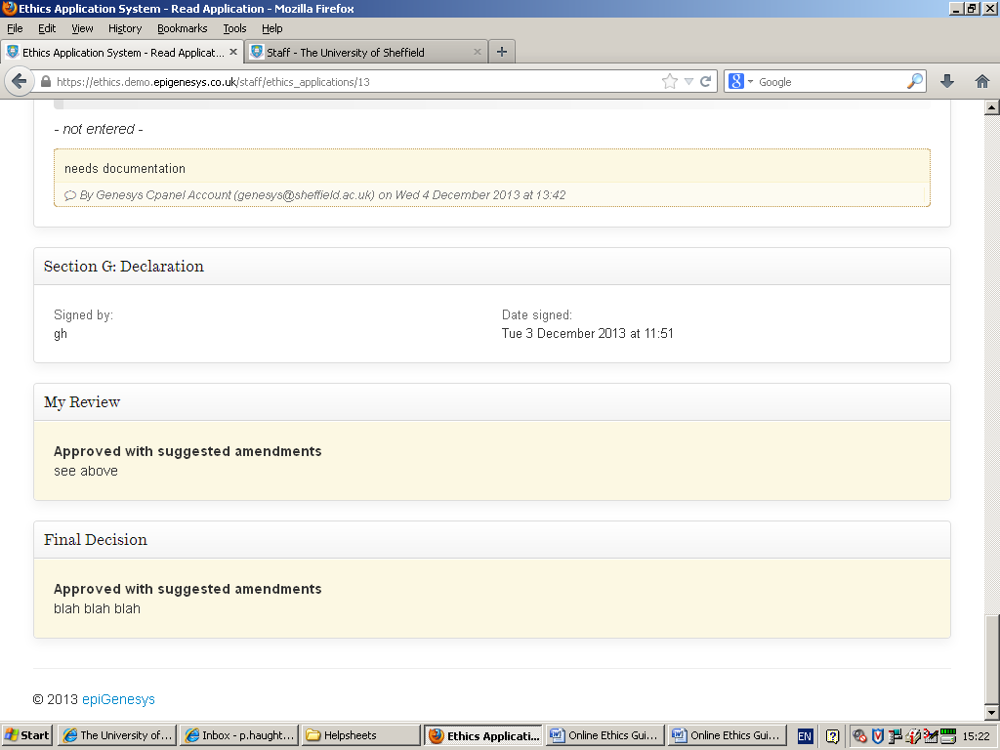 Ethics Application System - Read Application - Mozilla Firefox
File Edit View History Bookmarks Tools Help
Ethics Application System - Read Applicat... Staff - The University of Sheffield
https://ethics.demo.epigenesys.co.uk/staff/ethics_applications/13 Google
- not entered -
needs documentation
By Genesys Cpanel Account (genesys@sheffield.ac.uk) on Wed 4 December 2013 at 13:42
Section G: Declaration
Signed by: Date signed:
gh Tue 3 December 2013 at 11:51
My Review
Approved with suggested amendments
see above
Final Decision
Approved with suggested amendments
blah blah blah
© 2013 epiGenesys
Start The University of... Inbox - p.haught... Helpsheets Ethics Applicati... Online Ethics Gui... Online Ethics Gui... EN 15:22